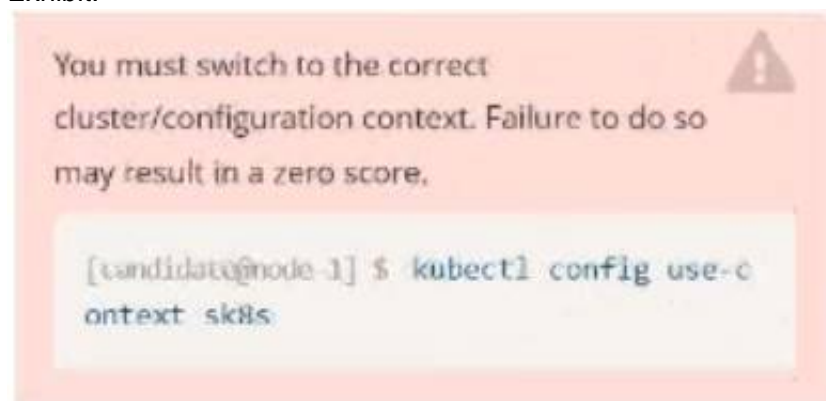 You must switch to the correct
cluster/configuration context. Failure to do so
may result in a zero score.
[candidate@node-1] $ kubectl config use-c
ontext sk8s